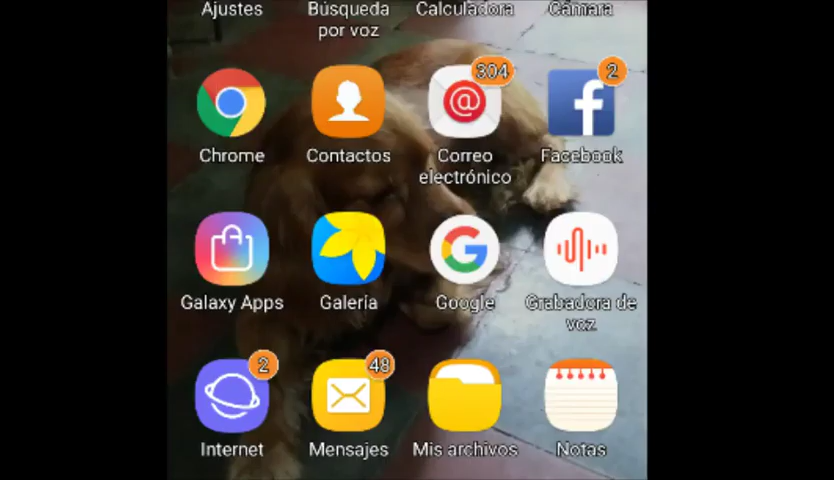 Ajustes
Búsqueda
por voz
Calculadora
Cámara
304
2
Chrome
Contactos
Correo
electrónico
Facebook
Galaxy Apps
Galería
Google
Grabadora de
voz
2
48
Internet
Mensajes
Mis archivos
Notas